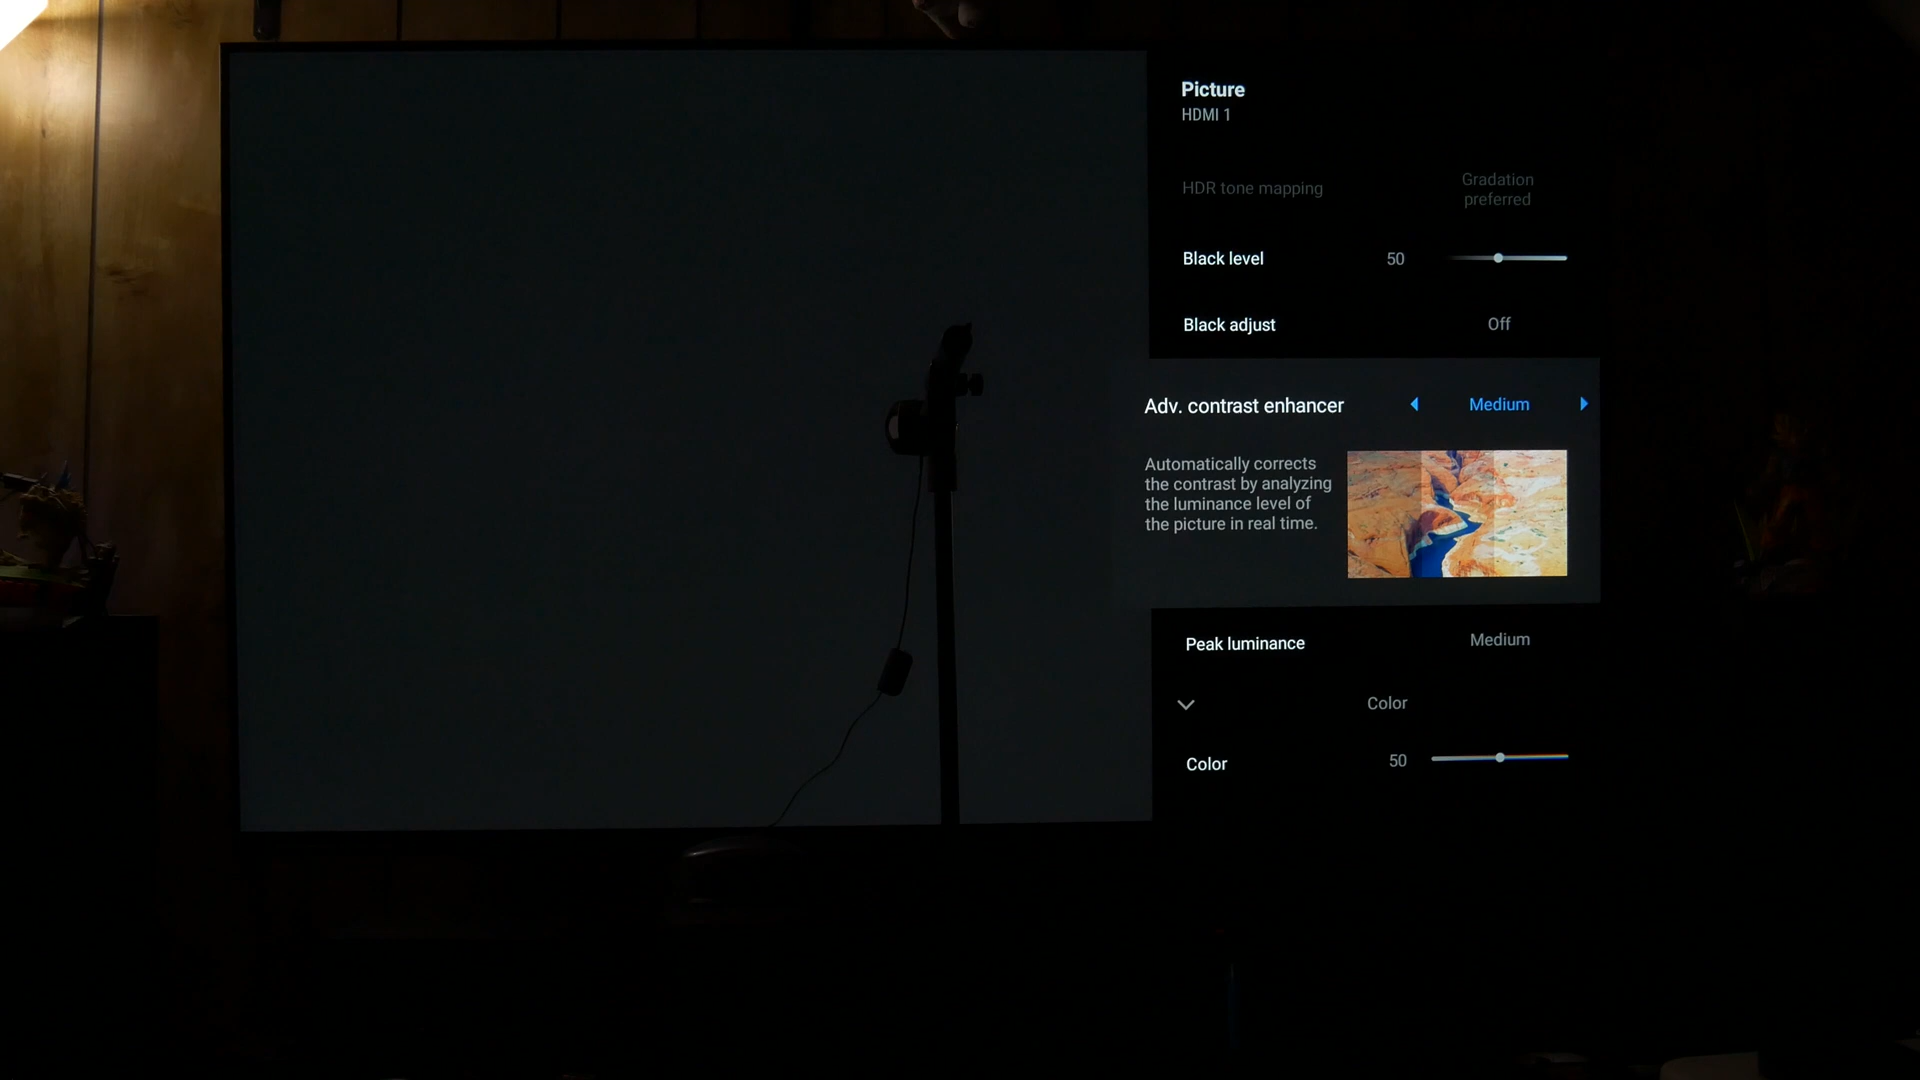 Picture
HDMI 1
HDR tone mapping
Gradation
preferred
Black level 50
Black adjust Off
Adv. contrast enhancer Medium
Automatically corrects
the contrast by analyzing
the luminance level of
the picture in real time.
Peak luminance Medium
Color
Color 50